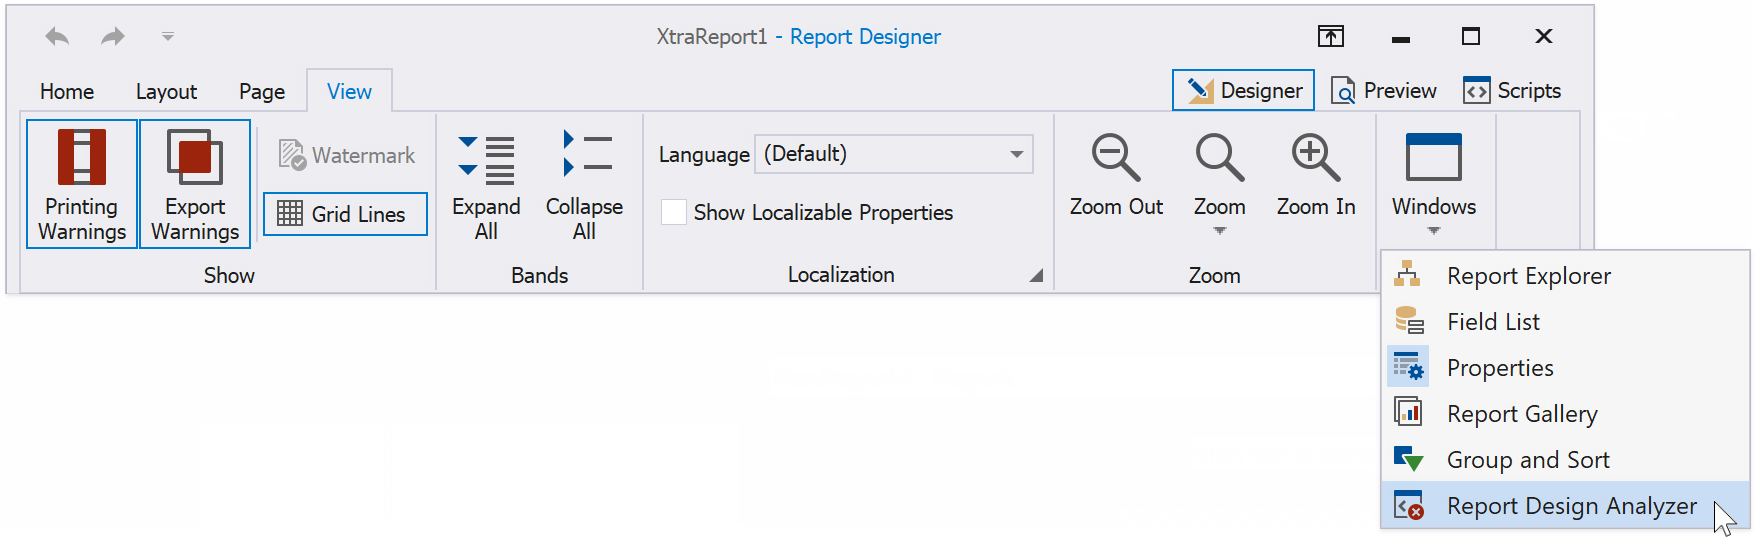 XtraReport1 - Report Designer
Home Layout Page View Designer Preview Scripts
Printing Warnings
Export Warnings
Watermark
Grid Lines
Show
Expand All
Collapse All
Bands
Language (Default)
Show Localizable Properties
Localization
Zoom Out
Zoom
Zoom In
Zoom
Windows
Report Explorer
Field List
Properties
Report Gallery
Group and Sort
Report Design Analyzer